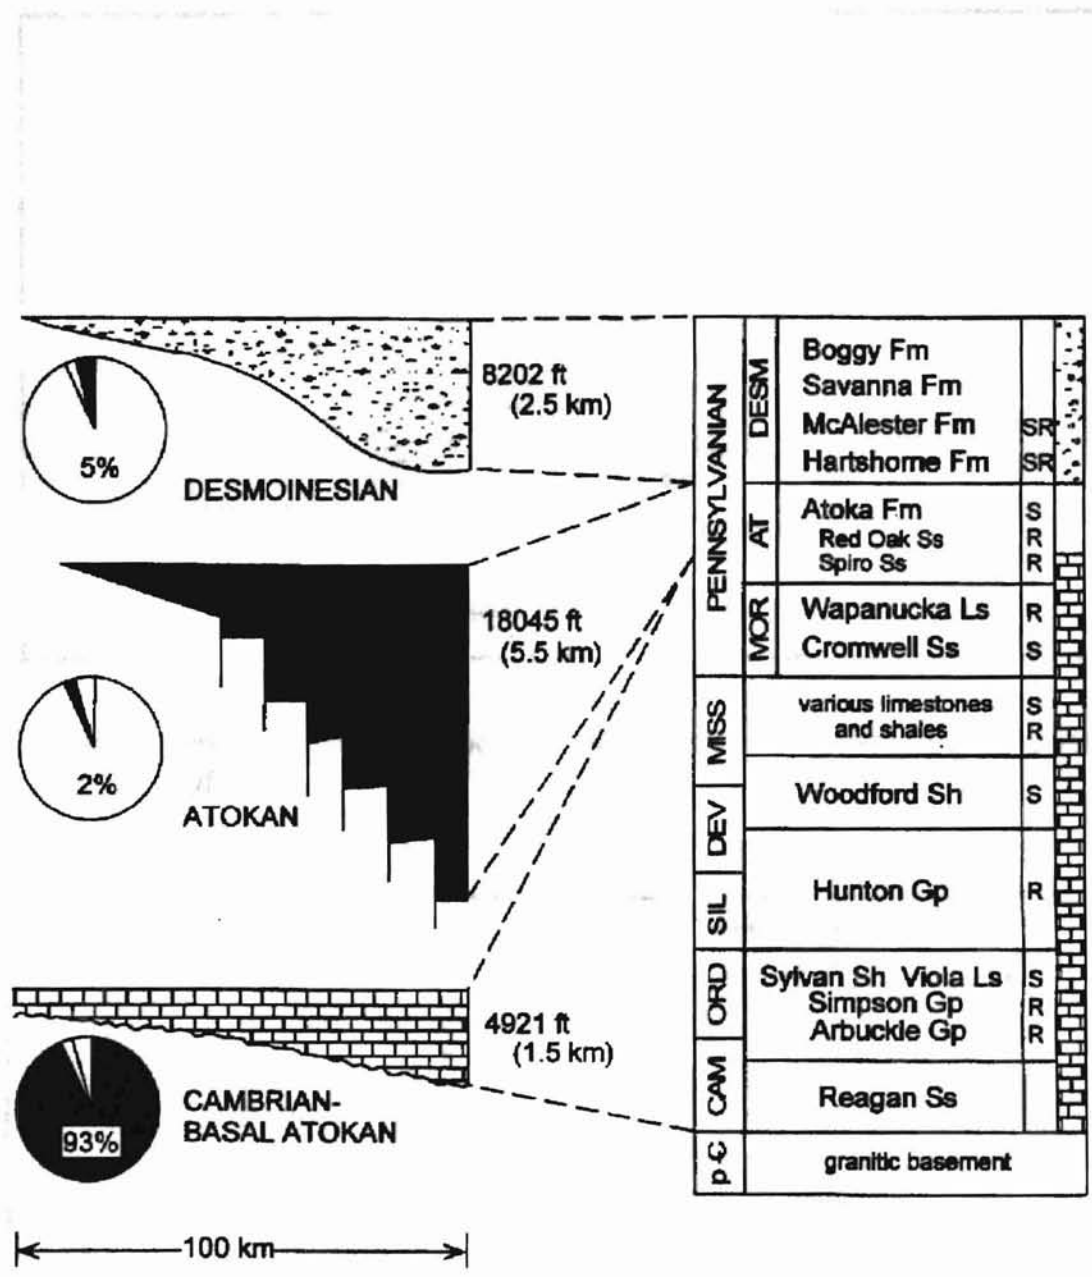 8202 ft
(2.5 km)
5%
DESMOINESIAN
18045 ft
(5.5 km)
2%
ATOKAN
4921 ft
(1.5 km)
93%
CAMBRIAN-
BASAL ATOKAN
100 km
PENNSYLVANIAN
DESM
Boggy Fm
Savanna Fm
McAlester Fm SR
Hartshorne Fm SR
AT
Atoka Fm S
Red Oak Ss R
Spiro Ss R
MOR
Wapanucka Ls R
Cromwell Ss S
MISS
various limestones S
and shales R
DEV
Woodford Sh S
SIL
Hunton Gp R
ORD
Sylvan Sh Viola Ls S
Simpson Gp R
Arbuckle Gp R
CAM
Reagan Ss
p-Є
granitic basement